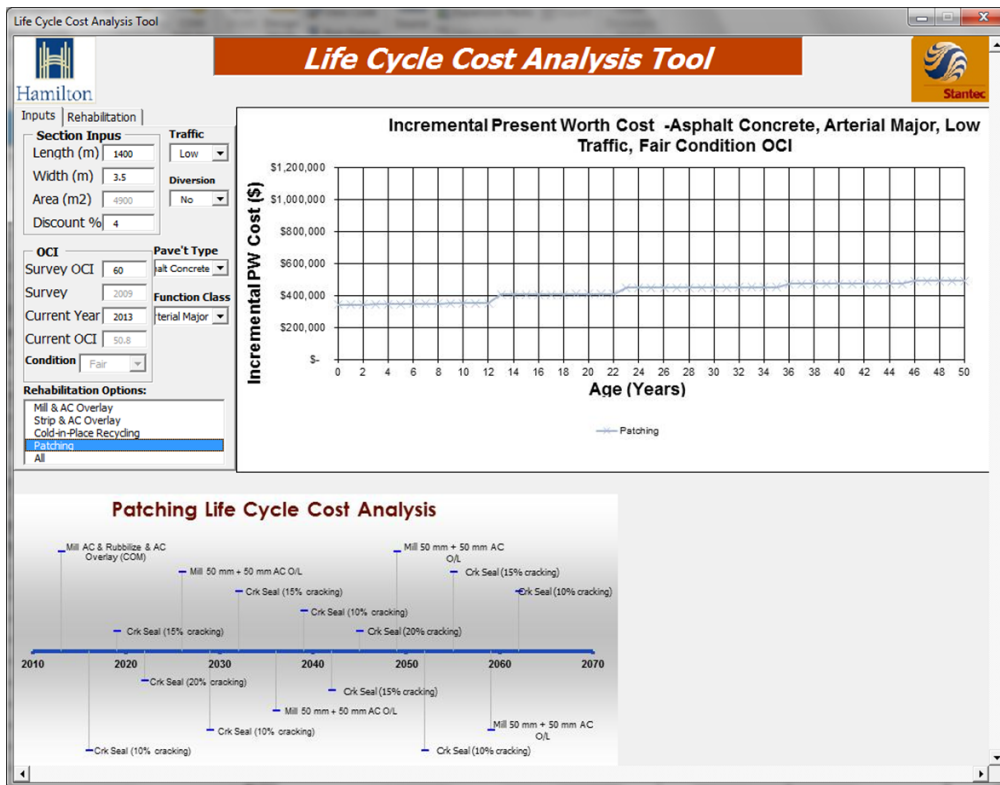 Life Cycle Cost Analysis Tool
Hamilton
Life Cycle Cost Analysis Tool
Stantec
Inputs
Rehabilitation
Section Inpus
Length (m)
1400
Width (m)
3.5
Area (m2)
4900
Discount %
4
Traffic
Low
Diversion
No
OCI
Survey OCI
60
Survey
2009
Current Year
2013
Current OCI
50.8
Condition
Fair
Pave't Type
alt Concrete
Function Class
rterial Major
Rehabilitation Options:
Mill & AC Overlay
Strip & AC Overlay
Cold-in-Place Recycling
Patching
All
Incremental Present Worth Cost -Asphalt Concrete, Arterial Major, Low
Traffic, Fair Condition OCI
Incremental PW Cost ($)
$1,200,000
$1,000,000
$800,000
$600,000
$400,000
$200,000
$-
0 2 4 6 8 10 12 14 16 18 20 22 24 26 28 30 32 34 36 38 40 42 44 46 48 50
Age (Years)
Patching
Patching Life Cycle Cost Analysis
Mill AC & Rubbilize & AC
Overlay (COM)
Mill 50 mm + 50 mm AC
O/L
Mill 50 mm + 50 mm AC O/L
Crk Seal (15% cracking)
Crk Seal (15% cracking)
Crk Seal (10% cracking)
Crk Seal (10% cracking)
Crk Seal (15% cracking)
Crk Seal (20% cracking)
2010 2020 2030 2040 2050 2060 2070
Crk Seal (20% cracking)
Crk Seal (15% cracking)
Mill 50 mm + 50 mm AC O/L
Crk Seal (10% cracking)
Mill 50 mm + 50 mm AC
O/L
Crk Seal (10% cracking)
Crk Seal (10% cracking)